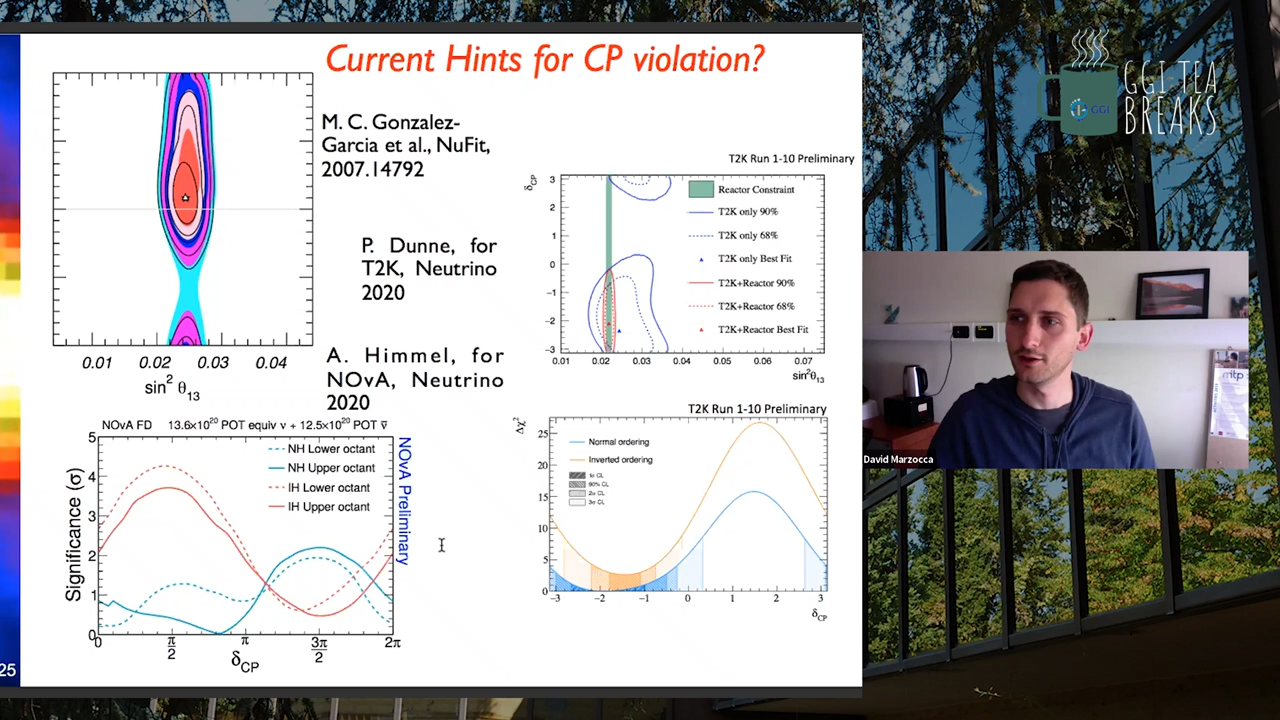 Current Hints for CP violation?
M. C. Gonzalez-
Garcia et al., NuFit,
2007.14792
0.01 0.02 0.03 0.04
sin² θ₁₃
P. Dunne, for
T2K, Neutrino
2020
A. Himmel, for
NOvA, Neutrino
2020
T2K Run 1-10 Preliminary
δCP
3
2
1
0
−1
−2
−3
Reactor Constraint
T2K only 90%
T2K only 68%
T2K only Best Fit
T2K+Reactor 90%
T2K+Reactor 68%
T2K+Reactor Best Fit
0.01 0.02 0.03 0.04 0.05 0.06 0.07
sin²θ₁₃
NOvA FD 13.6×10²⁰ POT equiv ν + 12.5×10²⁰ POT ν̅
NOvA Preliminary
Significance (σ)
5
4
3
2
1
0
NH Lower octant
NH Upper octant
IH Lower octant
IH Upper octant
0 π/2 π 3π/2 2π
δCP
T2K Run 1-10 Preliminary
Δχ²
25
20
15
10
5
0
Normal ordering
Inverted ordering
1σ CL
90% CL
2σ CL
3σ CL
−3 −2 −1 0 1 2 3
δCP
25
GGI
GGI TEA
BREAKS
mitp
David Marzocca